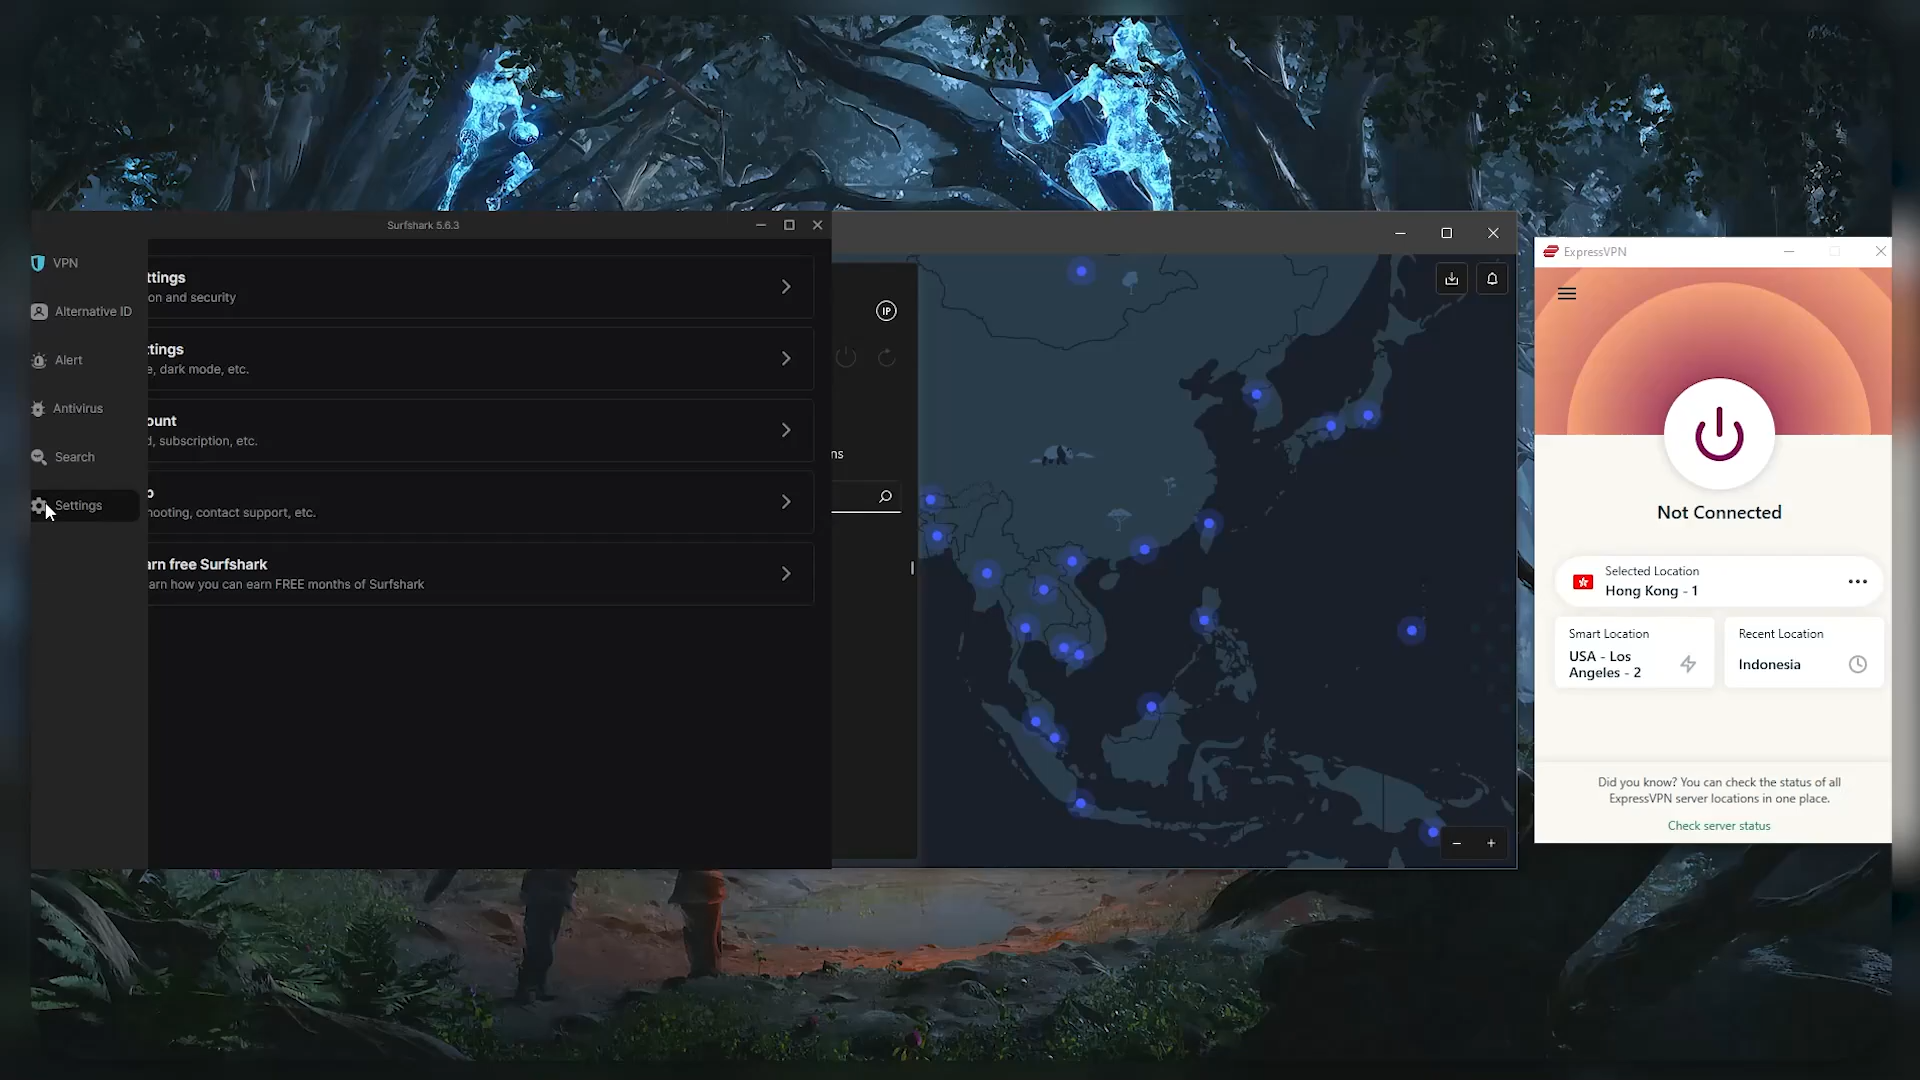 Surfshark 5.6.3
VPN
Alternative ID
Alert
Antivirus
Search
Settings
ttings
on and security
ttings
e, dark mode, etc.
ount
d, subscription, etc.
o
hooting, contact support, etc.
arn free Surfshark
arn how you can earn FREE months of Surfshark
IP
ns
ExpressVPN
Not Connected
Selected Location
Hong Kong - 1
Smart Location
USA - Los
Angeles - 2
Recent Location
Indonesia
Did you know? You can check the status of all
ExpressVPN server locations in one place.
Check server status